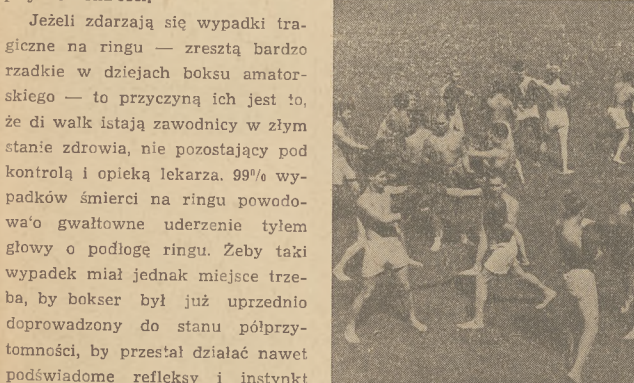 Jeżeli zdarzają się wypadki tra-
giczne na ringu — zresztą bardzo
rzadkie w dziejach boksu amator-
skiego — to przyczyną ich jest to,
że di walk istają zawodnicy w złym
stanie zdrowia, nie pozostający pod
kontrolą i opieką lekarza. 99% wy-
padków śmierci na ringu powodo-
wa'o gwałtowne uderzenie tyłem
głowy o podłogę ringu. Żeby taki
wypadek miał jednak miejsce trze-
ba, by bokser był już uprzednio
doprowadzony do stanu półprzy-
tomności, by przestał działać nawet
podświadome refleksy i instynkt